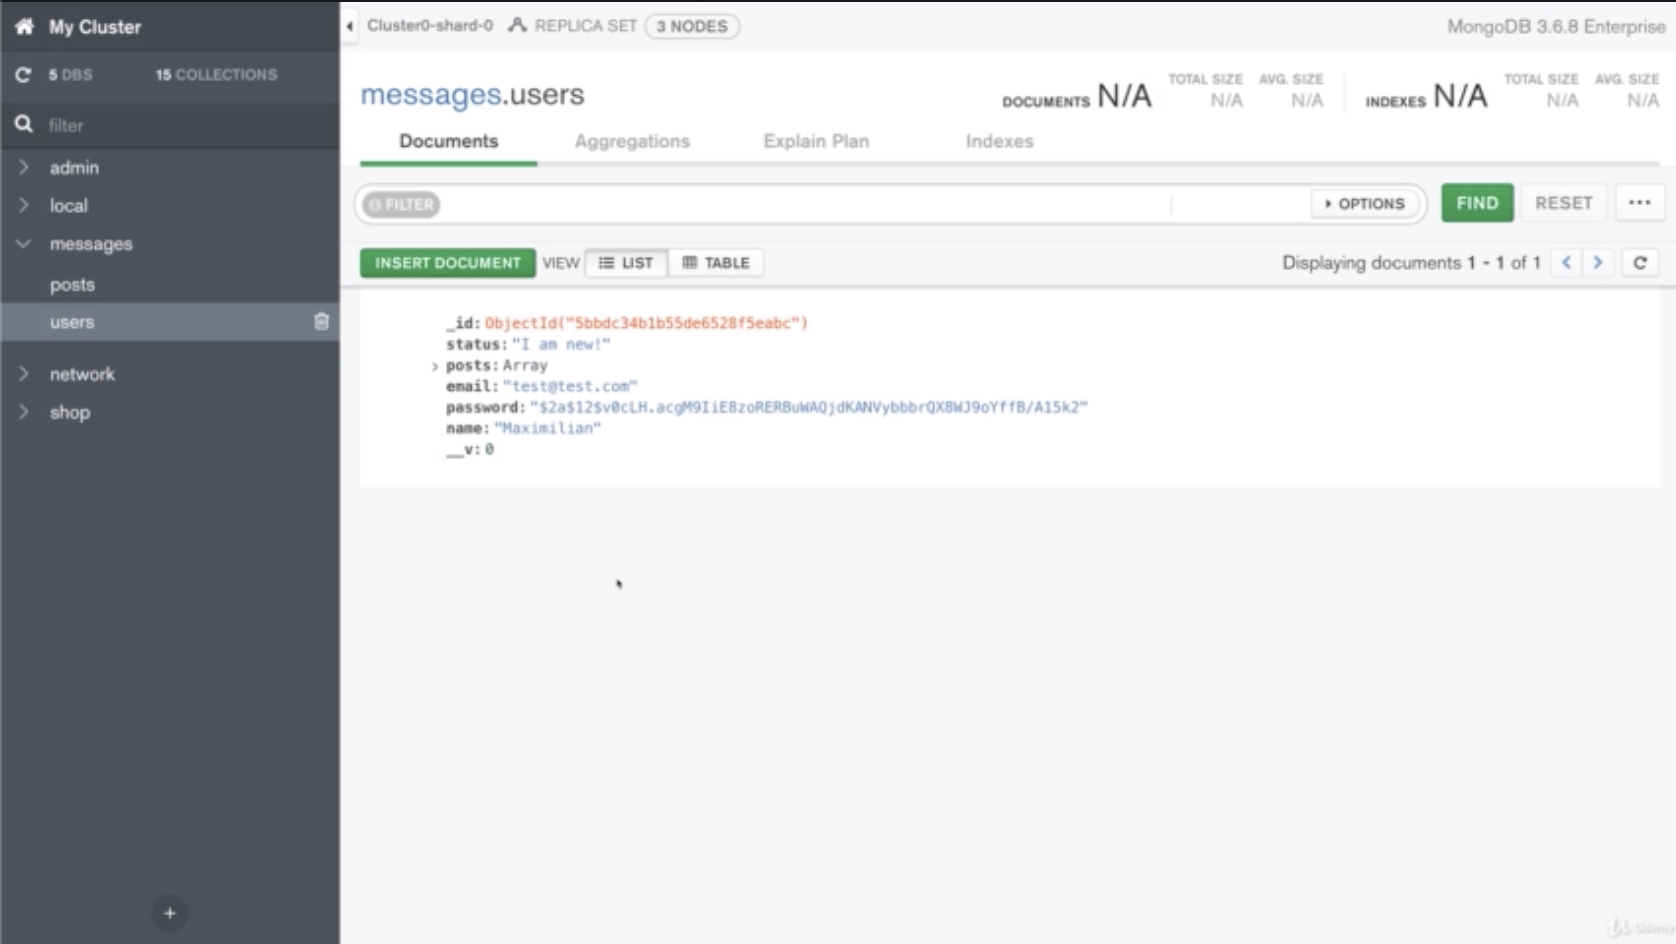 My Cluster
5 DBS 15 COLLECTIONS
filter
admin
local
messages
posts
users
network
shop
+
Cluster0-shard-0 REPLICA SET 3 NODES MongoDB 3.6.8 Enterprise
messages.users
DOCUMENTS N/A TOTAL SIZE N/A AVG. SIZE N/A INDEXES N/A TOTAL SIZE N/A AVG. SIZE N/A
Documents Aggregations Explain Plan Indexes
FILTER OPTIONS FIND RESET ...
INSERT DOCUMENT VIEW LIST TABLE Displaying documents 1 - 1 of 1
_id: ObjectId("5bbdc34b1b55de6528f5eabc")
status: "I am new!"
posts: Array
email: "test@test.com"
password: "$2a$12$v0cLH.acgM9IiE8zoRERBuWAQjdKANVybbbrQX8WJ9oYffB/A15k2"
name: "Maximilian"
__v: 0
Udemy